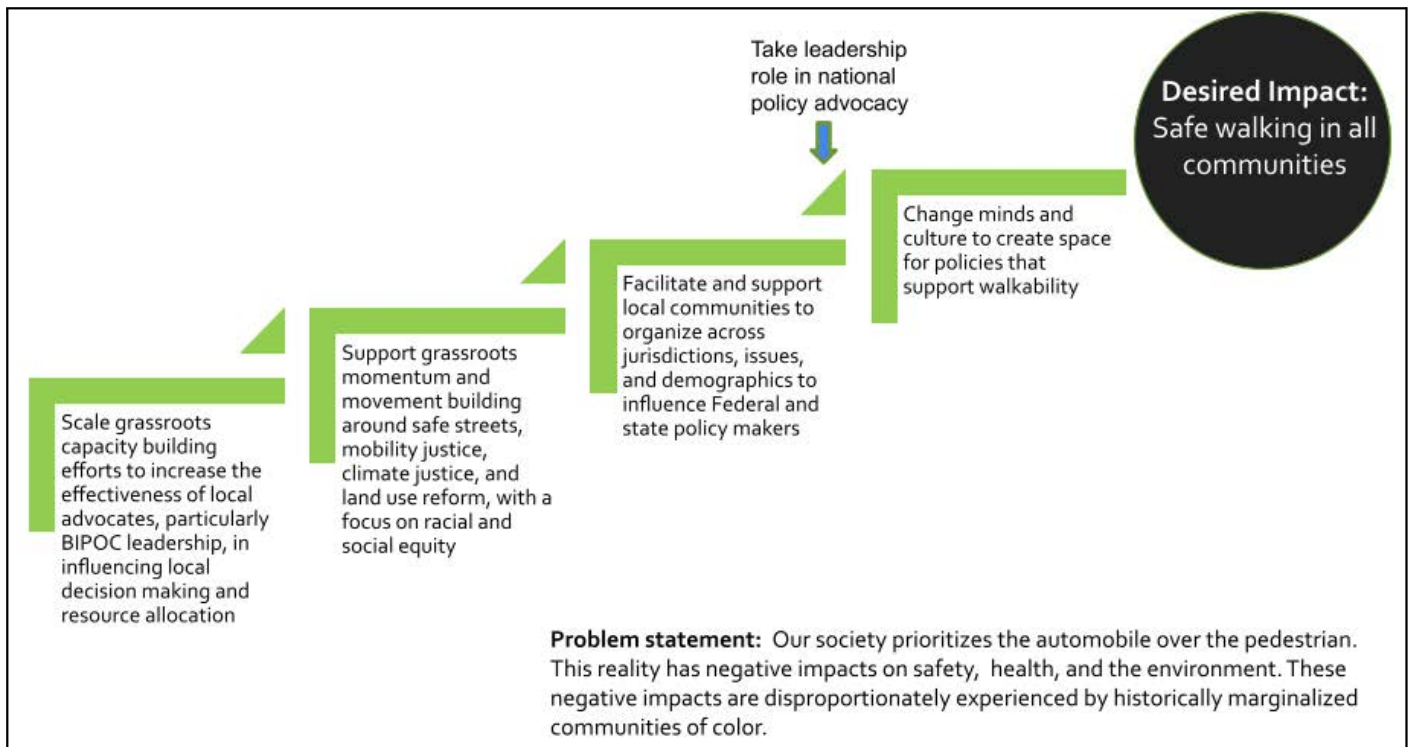 Take leadership
role in national
policy advocacy
Desired Impact:
Safe walking in all
communities
Change minds and
culture to create space
for policies that
support walkability
Facilitate and support
local communities to
organize across
jurisdictions, issues,
and demographics to
influence Federal and
state policy makers
Support grassroots
momentum and
movement building
around safe streets,
mobility justice,
climate justice, and
land use reform, with a
focus on racial and
social equity
Scale grassroots
capacity building
efforts to increase the
effectiveness of local
advocates, particularly
BIPOC leadership, in
influencing local
decision making and
resource allocation
Problem statement: Our society prioritizes the automobile over the pedestrian.
This reality has negative impacts on safety, health, and the environment. These
negative impacts are disproportionately experienced by historically marginalized
communities of color.